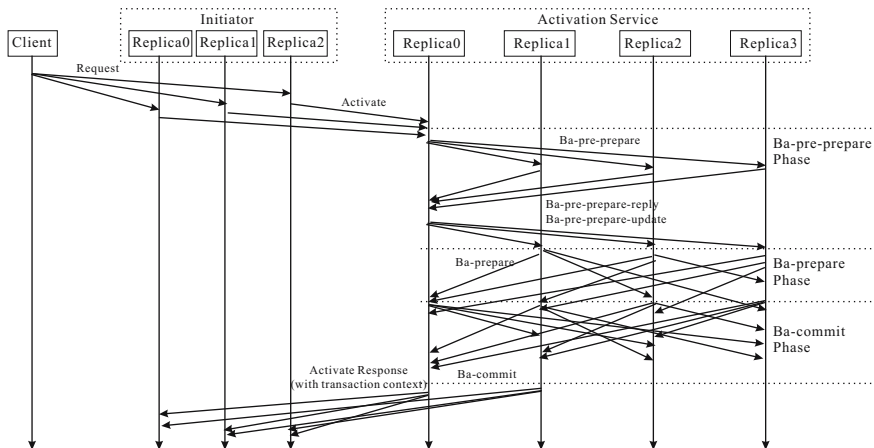 Initiator
Activation Service
Client
Replica0
Replica1
Replica2
Replica0
Replica1
Replica2
Replica3
Request
Activate
Ba-pre-prepare
Ba-pre-prepare
Phase
Ba-pre-prepare-reply
Ba-pre-prepare-update
Ba-prepare
Ba-prepare
Phase
Ba-commit
Phase
Activate Response
(with transaction context)
Ba-commit